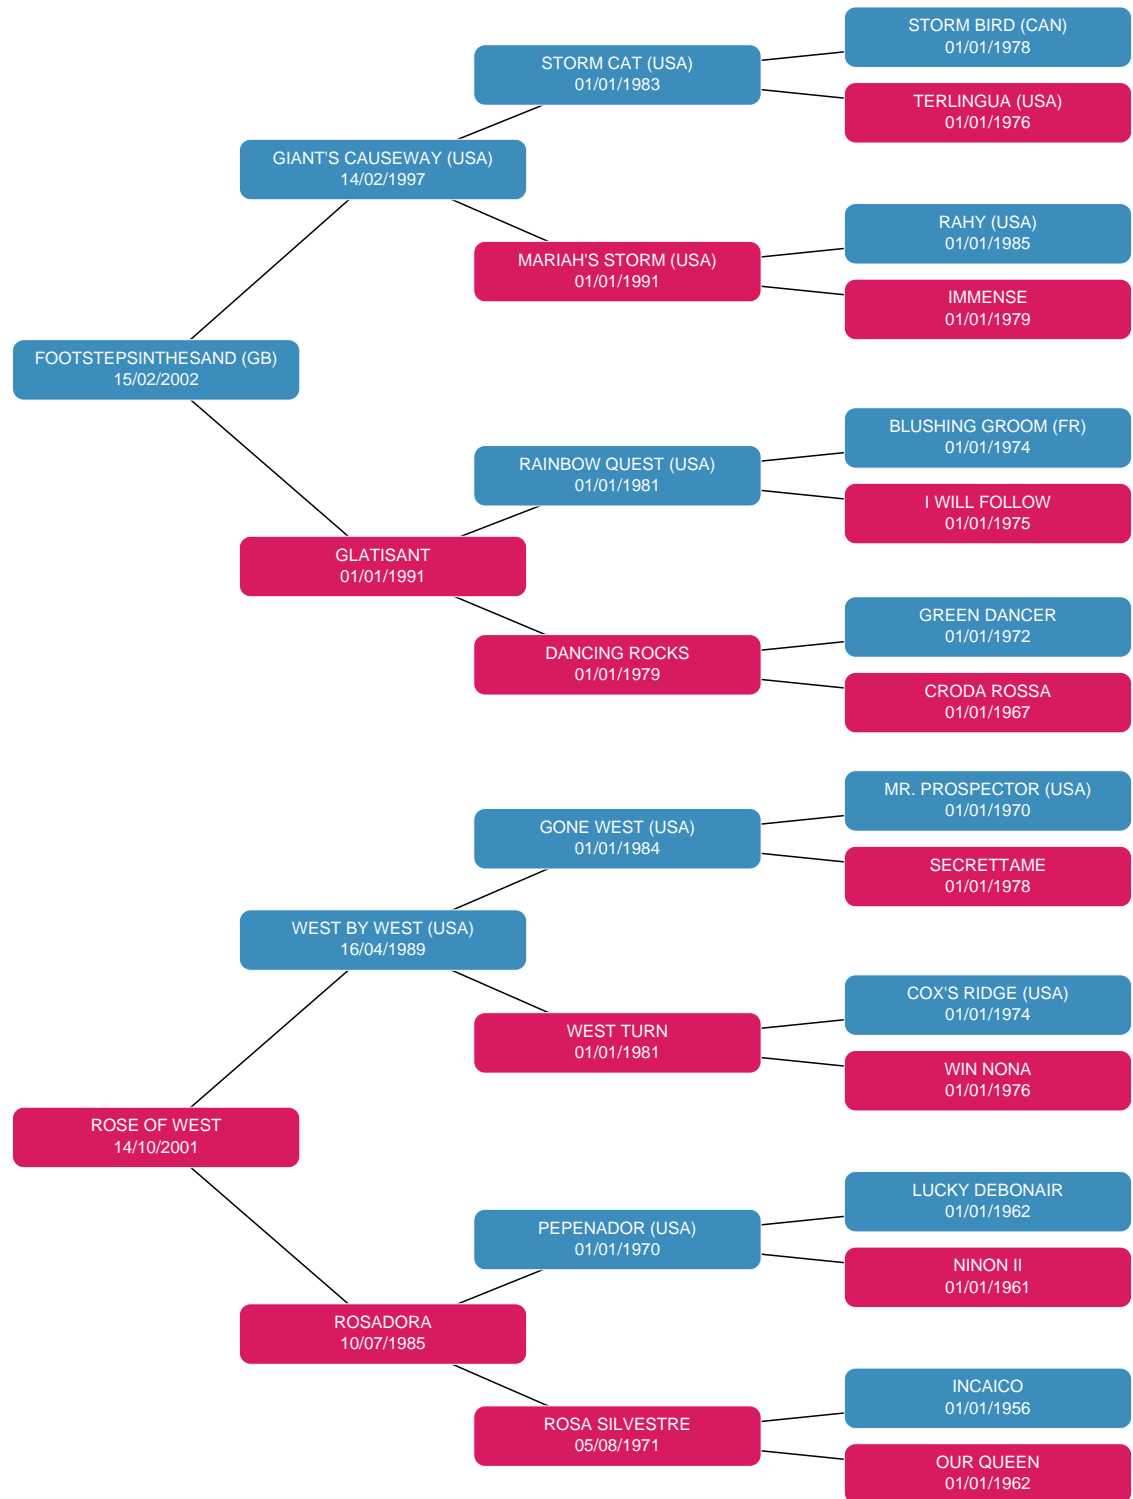 STORM BIRD (CAN)
01/01/1978
STORM CAT (USA)
01/01/1983
TERLINGUA (USA)
01/01/1976
GIANT'S CAUSEWAY (USA)
14/02/1997
RAHY (USA)
01/01/1985
MARIAH'S STORM (USA)
01/01/1991
IMMENSE
01/01/1979
FOOTSTEPSINTHESAND (GB)
15/02/2002
BLUSHING GROOM (FR)
01/01/1974
RAINBOW QUEST (USA)
01/01/1981
I WILL FOLLOW
01/01/1975
GLATISANT
01/01/1991
GREEN DANCER
01/01/1972
DANCING ROCKS
01/01/1979
CRODA ROSSA
01/01/1967
MR. PROSPECTOR (USA)
01/01/1970
GONE WEST (USA)
01/01/1984
SECRETTAME
01/01/1978
WEST BY WEST (USA)
16/04/1989
COX'S RIDGE (USA)
01/01/1974
WEST TURN
01/01/1981
WIN NONA
01/01/1976
ROSE OF WEST
14/10/2001
LUCKY DEBONAIR
01/01/1962
PEPENADOR (USA)
01/01/1970
NINON II
01/01/1961
ROSADORA
10/07/1985
INCAICO
01/01/1956
ROSA SILVESTRE
05/08/1971
OUR QUEEN
01/01/1962